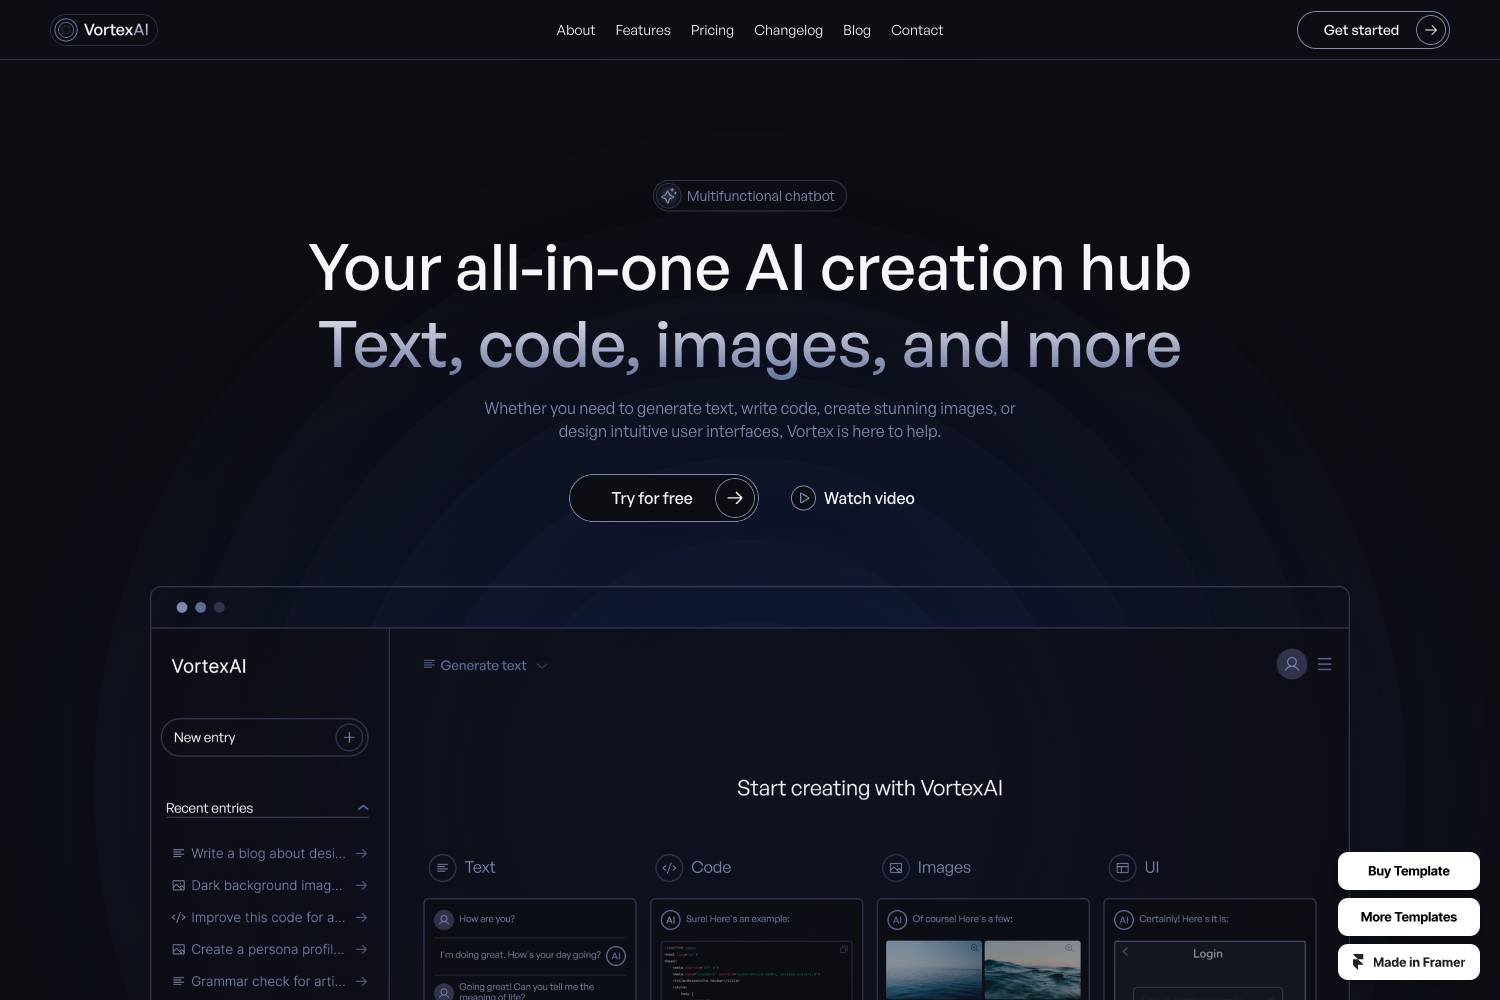 VortexAI
About Features Pricing Changelog Blog Contact
Get started
Multifunctional chatbot
Your all-in-one AI creation hub
Text, code, images, and more
Whether you need to generate text, write code, create stunning images, or
design intuitive user interfaces, Vortex is here to help.
Try for free
Watch video
VortexAI
Generate text
New entry
Start creating with VortexAI
Recent entries
Write a blog about desi...
Dark background imag...
Improve this code for a...
Create a persona profil...
Grammar check for arti...
Text
How are you?
I'm doing great. How's your day going?
AI
Going great! Can you tell me the
meaning of life?
Code
AI
Sure! Here's an example:
Images
AI
Of course! Here's a few:
UI
AI
Certainly! Here's it is:
Login
Buy Template
More Templates
Made in Framer